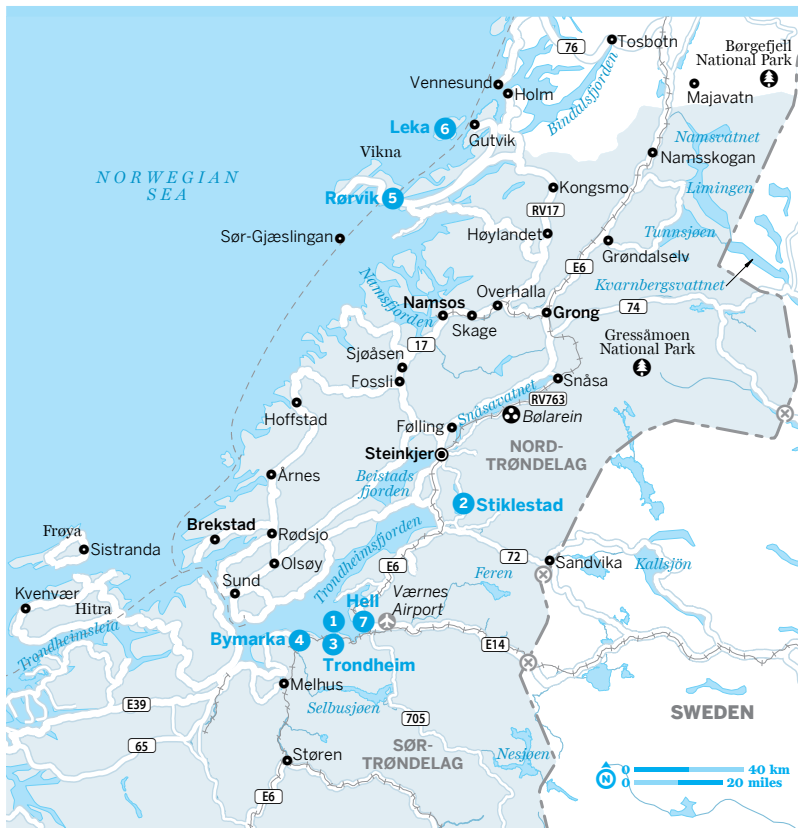 76
Tosbotn
Børgefjell
National Park
Vennesund
Holm
Bindalsfjorden
Majavatn
Leka 6
Gutvik
Namsvatnet
Vikna
Namsskogan
NORWEGIAN
SEA
Rørvik 5
Kongsmo
Limingen
RV17
Sør-Gjæslingan
Høylandet
Tunnsjøen
Grøndalselv
E6
Kvarnbergsvattnet
Namsfjorden
Namsos
Overhalla
Skage
Grong
74
17
Gressåmoen
National Park
Sjøåsen
Fossli
Snåsa
Snåsavatnet
RV763
Hoffstad
Bølarein
Følling
NORD-
TRØNDELAG
Steinkjer
Årnes
Beistads
fjorden
2 Stiklestad
Brekstad
Rødsjo
Trondheimsfjorden
Frøya
Sistranda
Olsøy
72
Sandvika
Kallsjön
E6
Feren
Sund
Værnes
Airport
Kvenvær
Hitra
Hell
1
7
Trondheimsleia
Bymarka 4
3
Trondheim
E14
Melhus
Selbusjøen
E39
705
SWEDEN
65
SØR-
TRØNDELAG
Støren
Nesjøen
E6
N
0 40 km
0 20 miles